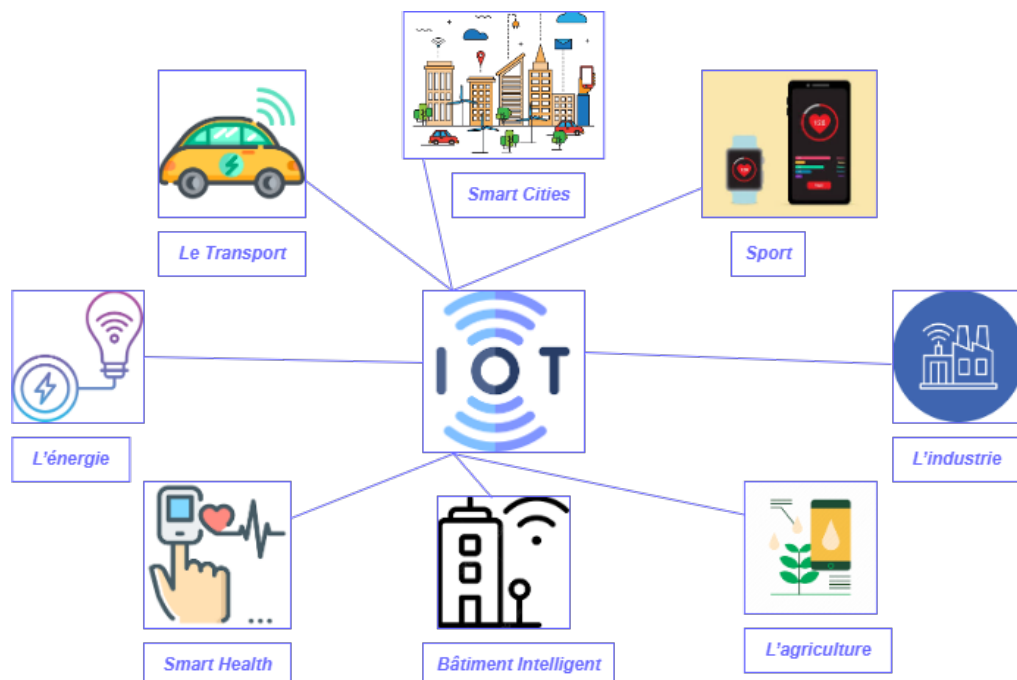 Smart Cities
Le Transport
Sport
IOT
L'énergie
L'industrie
Smart Health
Bâtiment Intelligent
L'agriculture